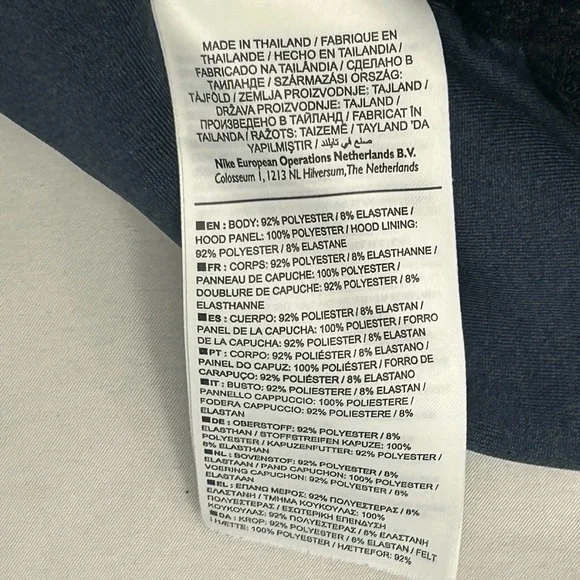 MADE IN THAILAND / FABRIQUE EN
THAILANDE / HECHO EN TAILANDIA /
FABRICADO NA TAILÂNDIA / СДЕЛАНО В
ТАИЛАНДЕ / SZÁRMAZÁSI ORSZÁG:
TÁJFÖLD / ZEMLJA PROIZVODNJE: TAJLAND /
DRŽAVA PROIZVODNJE: TAJLAND /
ПРОИЗВЕДЕНО В ТАЙЛАНД / FABRICAT ÎN
TAILANDA / RAŽOTS: TAIZEMĒ / TAYLAND 'DA
YAPILMIŞTIR / صنع في تايلاند
Nike European Operations Netherlands B.V.
Colosseum 1, 1213 NL Hilversum, The Netherlands
■EN : BODY: 92% POLYESTER / 8% ELASTANE /
HOOD PANEL: 100% POLYESTER / HOOD LINING:
92% POLYESTER / 8% ELASTANE
■FR : CORPS: 92% POLYESTER / 8% ELASTHANNE /
PANNEAU DE CAPUCHE: 100% POLYESTER /
DOUBLURE DE CAPUCHE: 92% POLYESTER / 8%
ELASTHANNE
■ES : CUERPO: 92% POLIÉSTER / 8% ELASTAN /
PANEL DE LA CAPUCHA: 100% POLIÉSTER / FORRO
DE LA CAPUCHA: 92% POLIÉSTER / 8% ELASTAN
■PT : CORPO: 92% POLIÉSTER / 8% ELASTANO /
PAINEL DO CAPUZ: 100% POLIÉSTER / FORRO DE
CARAPUÇO: 92% POLIÉSTER / 8% ELASTANO
■IT : BUSTO: 92% POLIESTERE / 8% ELASTAN /
PANNELLO CAPPUCCIO: 100% POLIESTERE /
FODERA CAPPUCCIO: 92% POLIESTERE / 8%
ELASTAN
■DE : OBERSTOFF: 92% POLYESTER / 8%
ELASTHAN / STOFFSTREIFEN KAPUZE: 100%
POLYESTER / KAPUZENFUTTER: 92% POLYESTER /
8% ELASTHAN
■NL : BOVENSTOF: 92% POLYESTER / 8%
ELASTAAN / PAND CAPUCHON: 100% POLYESTER /
VOERING CAPUCHON: 92% POLYESTER / 8%
ELASTAAN
■EL : ΕΠΑΝΩ ΜΕΡΟΣ: 92% ΠΟΛΥΕΣΤΕΡΑΣ / 8%
ΕΛΑΣΤΑΝΗ / ΤΜΗΜΑ ΚΟΥΚΟΥΛΑΣ: 100%
ΠΟΛΥΕΣΤΕΡΑΣ / ΕΣΩΤΕΡΙΚΗ ΕΠΕΝΔΥΣΗ
ΚΟΥΚΟΥΛΑΣ: 92% ΠΟΛΥΕΣΤΕΡΑΣ / 8% ΕΛΑΣΤΑΝΗ
■DA : KROP: 92% POLYESTER / 8% ELASTAN / FELT
I HÆTTE: 100% POLYESTER / HÆTTEFOR: 92%